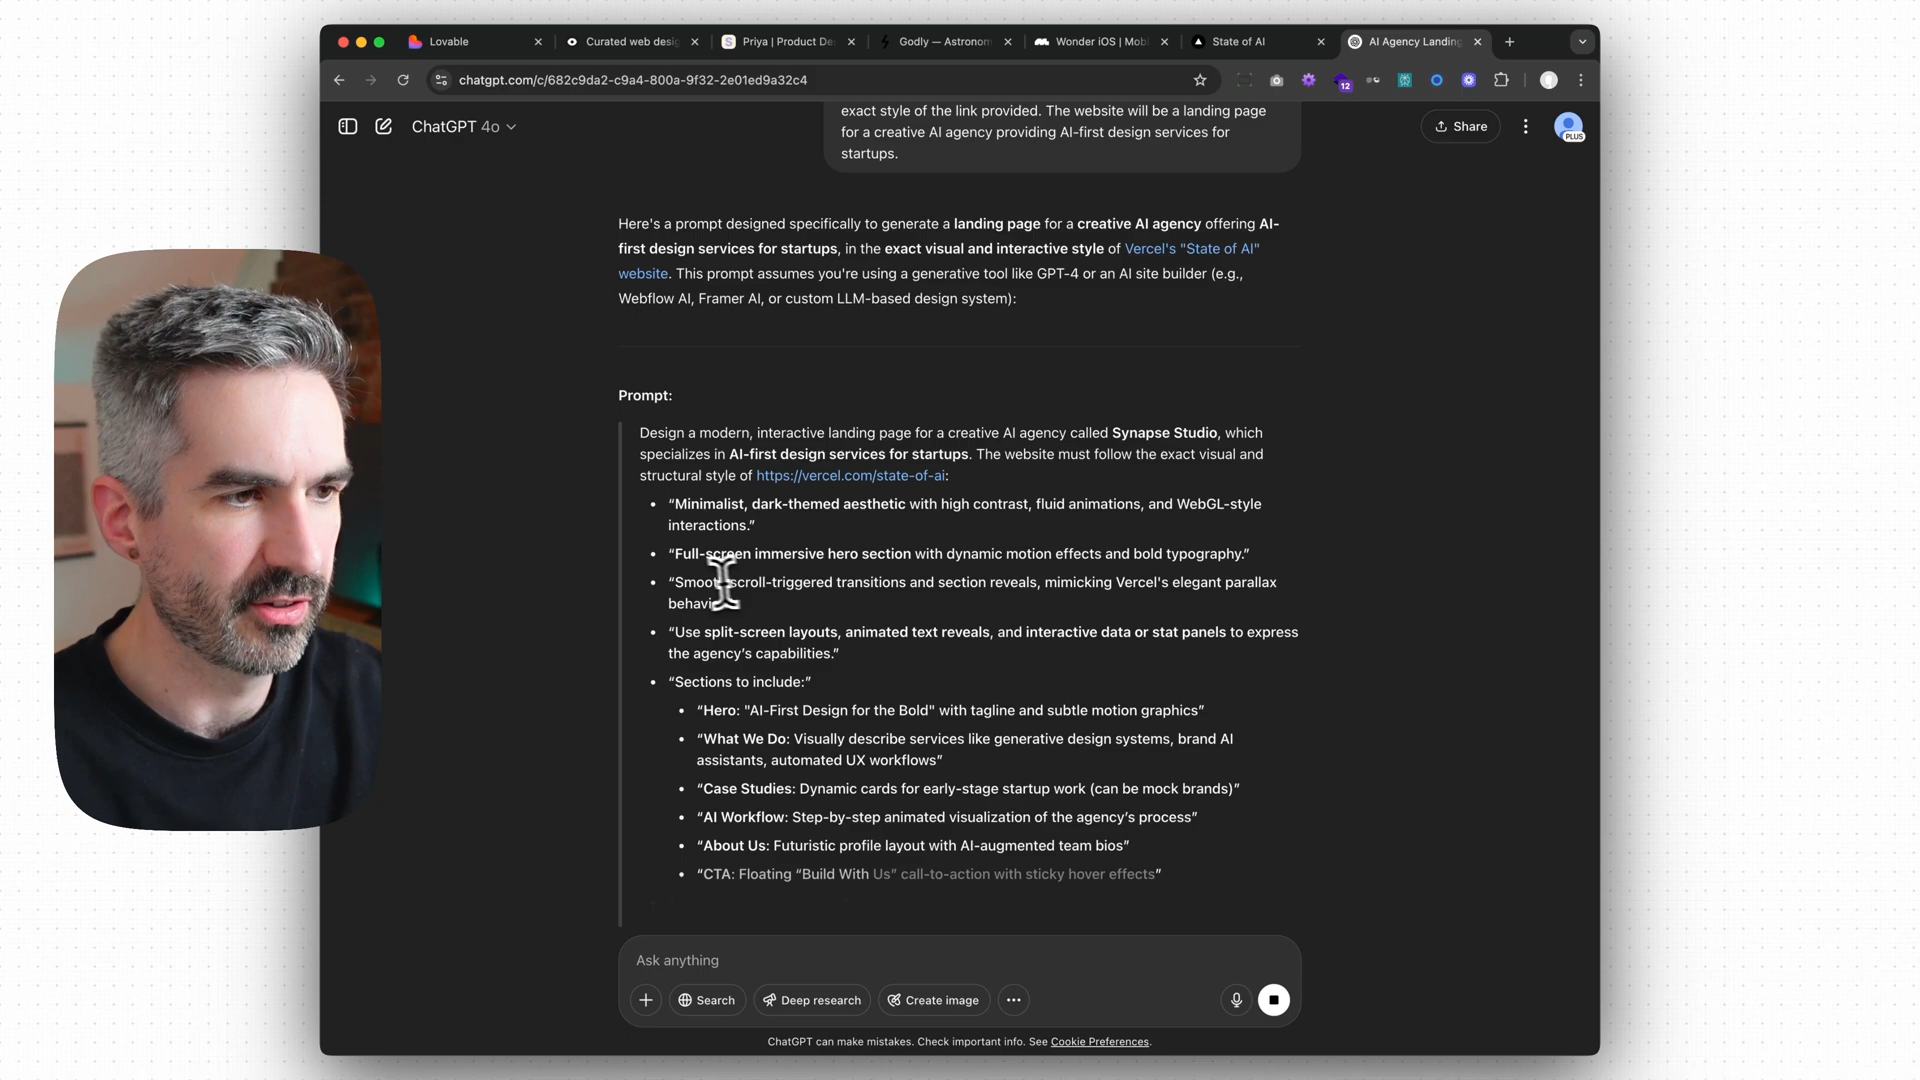 Lovable
Curated web desig
Priya | Product De
Godly — Astronom
Wonder iOS | Mob
State of AI
AI Agency Landing
chatgpt.com/c/682c9da2-c9a4-800a-9f32-2e01ed9a32c4
12
ChatGPT 4o
Share
PLUS
exact style of the link provided. The website will be a landing page
for a creative AI agency providing AI-first design services for
startups.
Here's a prompt designed specifically to generate a landing page for a creative AI agency offering AI-
first design services for startups, in the exact visual and interactive style of Vercel's "State of AI"
website. This prompt assumes you're using a generative tool like GPT-4 or an AI site builder (e.g.,
Webflow AI, Framer AI, or custom LLM-based design system):
Prompt:
Design a modern, interactive landing page for a creative AI agency called Synapse Studio, which
specializes in AI-first design services for startups. The website must follow the exact visual and
structural style of https://vercel.com/state-of-ai:
• “Minimalist, dark-themed aesthetic with high contrast, fluid animations, and WebGL-style
interactions.”
• “Full-screen immersive hero section with dynamic motion effects and bold typography.”
• “Smoot scroll-triggered transitions and section reveals, mimicking Vercel's elegant parallax
behavi
• “Use split-screen layouts, animated text reveals, and interactive data or stat panels to express
the agency’s capabilities.”
• “Sections to include:”
• “Hero: "AI-First Design for the Bold" with tagline and subtle motion graphics”
• “What We Do: Visually describe services like generative design systems, brand AI
assistants, automated UX workflows”
• “Case Studies: Dynamic cards for early-stage startup work (can be mock brands)”
• “AI Workflow: Step-by-step animated visualization of the agency’s process”
• “About Us: Futuristic profile layout with AI-augmented team bios”
• “CTA: Floating “Build With Us” call-to-action with sticky hover effects”
Ask anything
Search
Deep research
Create image
ChatGPT can make mistakes. Check important info. See Cookie Preferences.